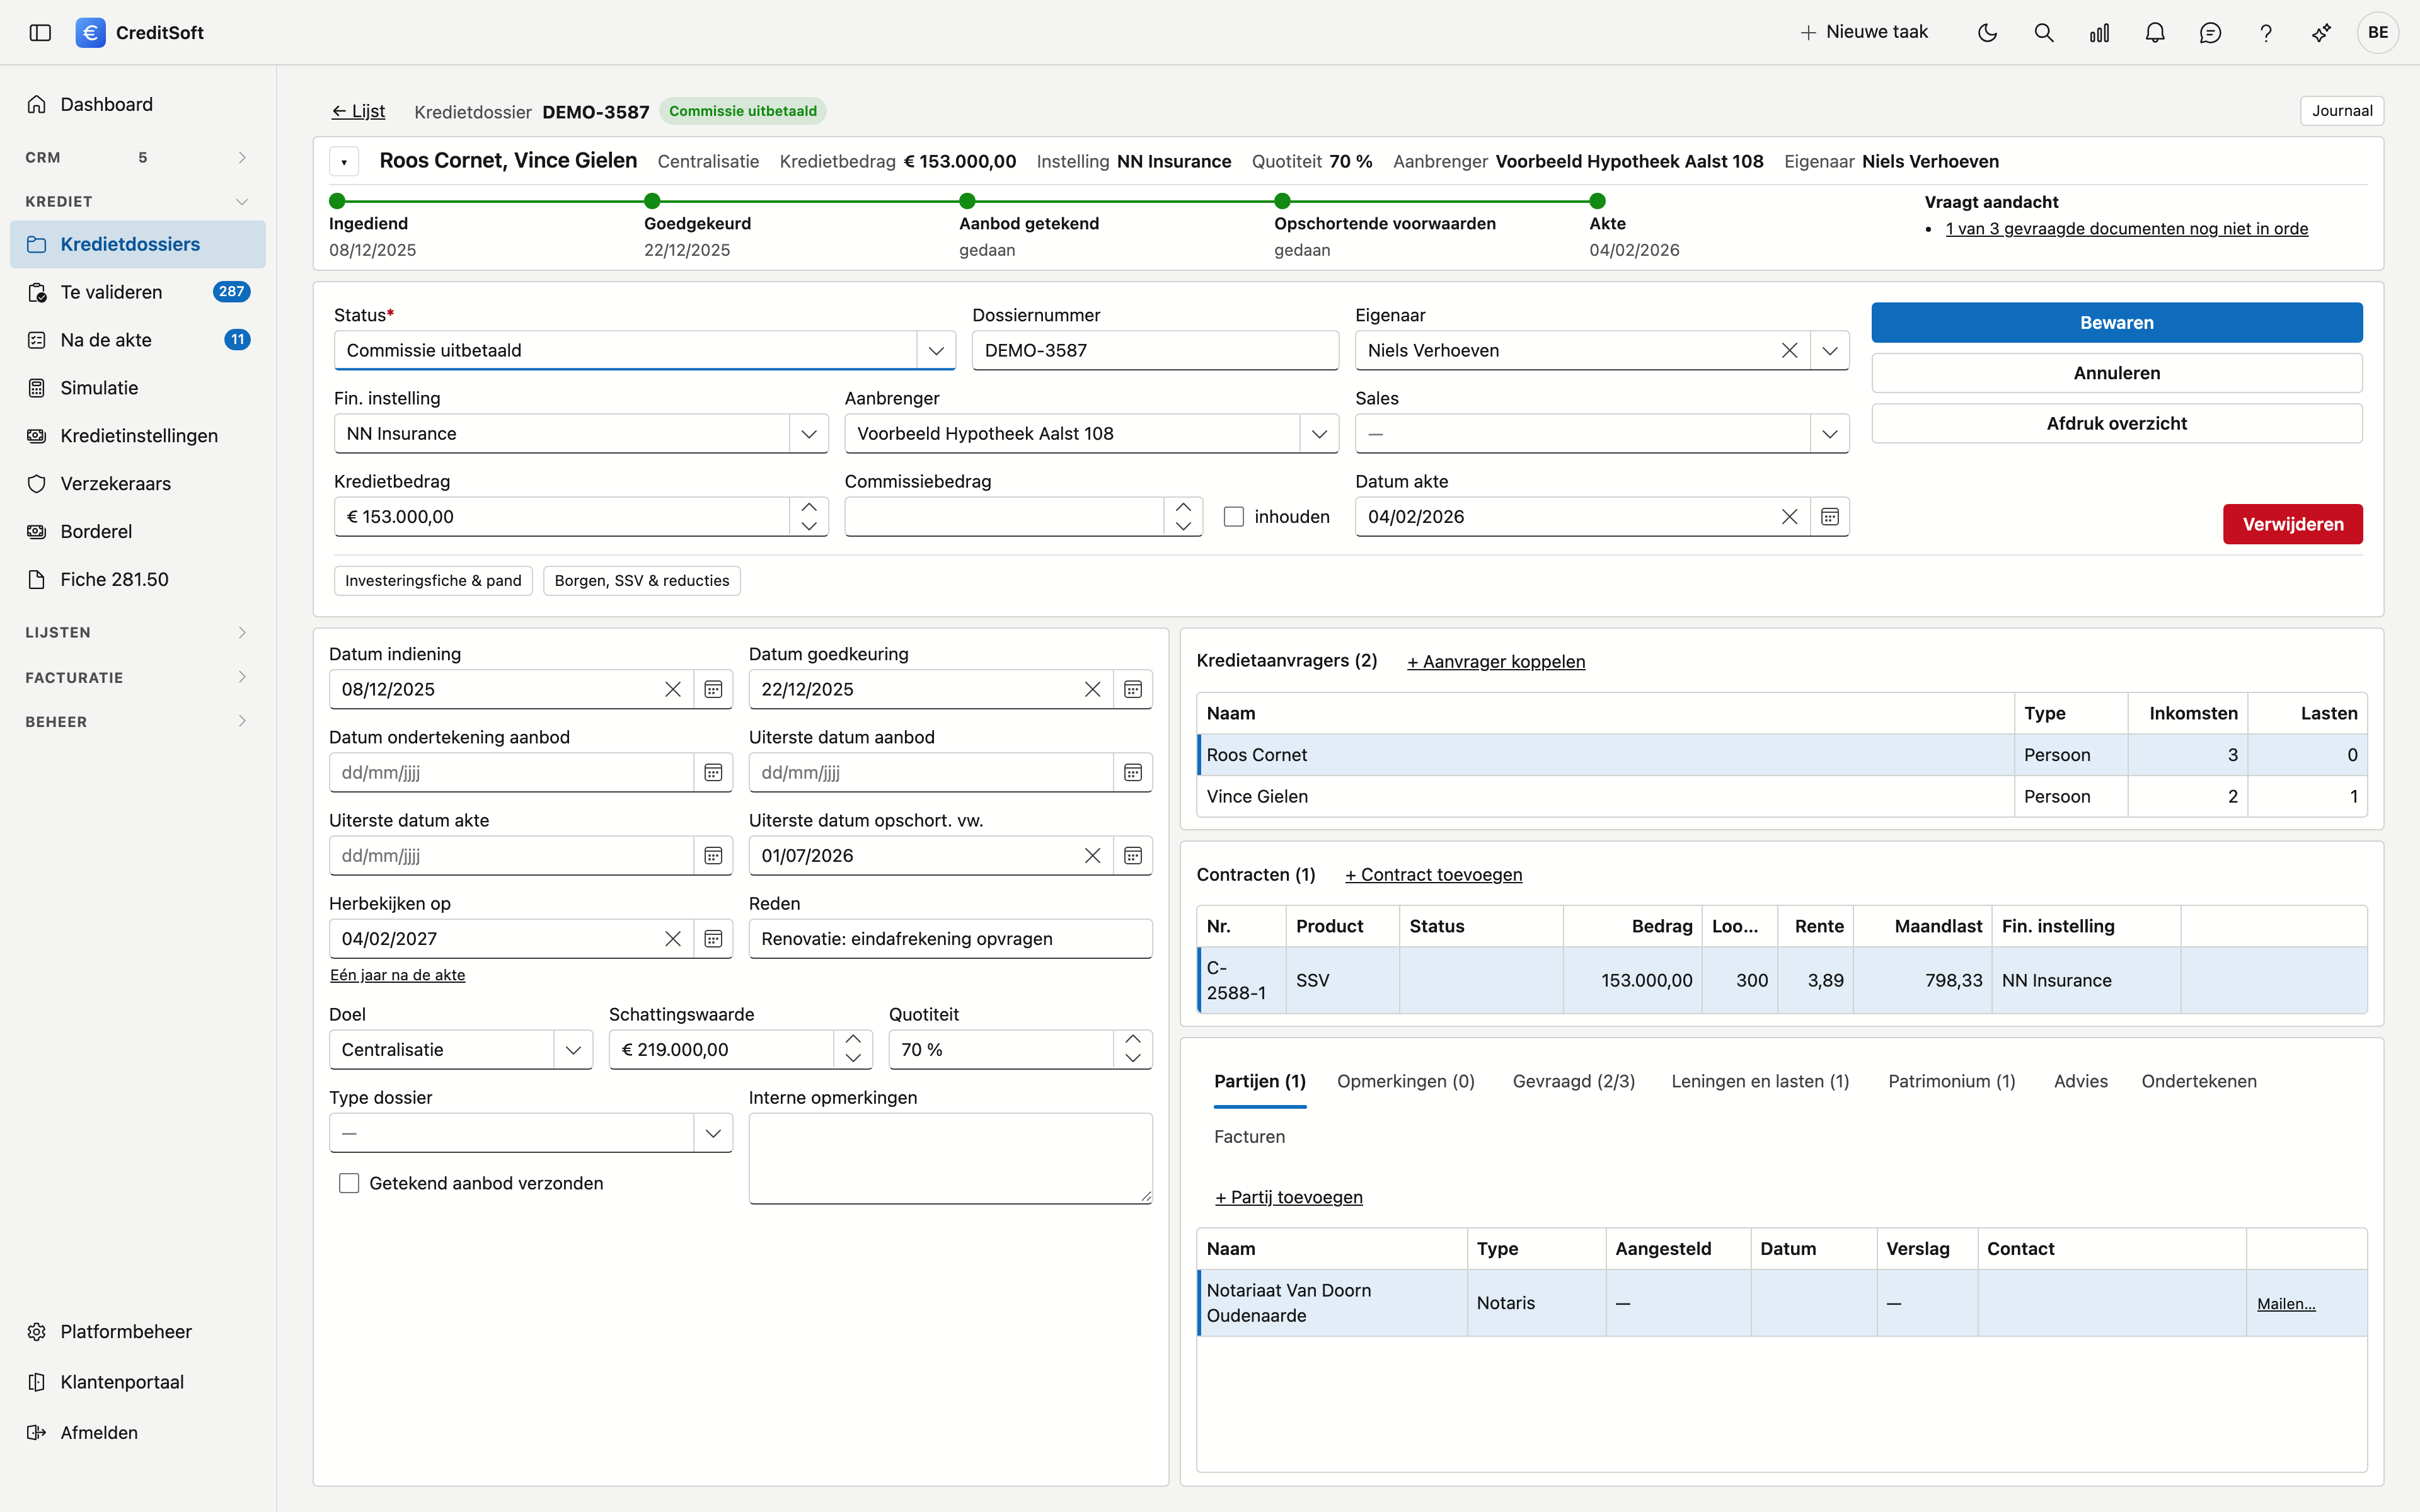 CreditSoft
Nieuwe taak
BE
Dashboard
CRM 5
KREDIET
Kredietdossiers
Te valideren 287
Na de akte 11
Simulatie
Kredietinstellingen
Verzekeraars
Borderel
Fiche 281.50
LIJSTEN
FACTURATIE
BEHEER
Platformbeheer
Klantenportaal
Afmelden
← Lijst Kredietdossier DEMO-3587 Commissie uitbetaald Journaal
Roos Cornet, Vince Gielen Centralisatie Kredietbedrag € 153.000,00 Instelling NN Insurance Quotiteit 70 % Aanbrenger Voorbeeld Hypotheek Aalst 108 Eigenaar Niels Verhoeven
Ingediend Goedgekeurd Aanbod getekend Opschortende voorwaarden Akte
08/12/2025 22/12/2025 gedaan gedaan 04/02/2026
Vraagt aandacht
• 1 van 3 gevraagde documenten nog niet in orde
Status* Dossiernummer Eigenaar
Commissie uitbetaald DEMO-3587 Niels Verhoeven
Fin. instelling Aanbrenger Sales
NN Insurance Voorbeeld Hypotheek Aalst 108 —
Kredietbedrag Commissiebedrag Datum akte
€ 153.000,00 inhouden 04/02/2026
Bewaren
Annuleren
Afdruk overzicht
Verwijderen
Investeringsfiche & pand Borgen, SSV & reducties
Datum indiening Datum goedkeuring
08/12/2025 22/12/2025
Datum ondertekening aanbod Uiterste datum aanbod
dd/mm/jjjj dd/mm/jjjj
Uiterste datum akte Uiterste datum opschort. vw.
dd/mm/jjjj 01/07/2026
Herbekijken op Reden
04/02/2027 Renovatie: eindafrekening opvragen
Eén jaar na de akte
Doel Schattingswaarde Quotiteit
Centralisatie € 219.000,00 70 %
Type dossier Interne opmerkingen
—
Getekend aanbod verzonden
Kredietaanvragers (2) + Aanvrager koppelen
Naam Type Inkomsten Lasten
Roos Cornet Persoon 3 0
Vince Gielen Persoon 2 1
Contracten (1) + Contract toevoegen
Nr. Product Status Bedrag Loo... Rente Maandlast Fin. instelling
C-
2588-1 SSV 153.000,00 300 3,89 798,33 NN Insurance
Partijen (1) Opmerkingen (0) Gevraagd (2/3) Leningen en lasten (1) Patrimonium (1) Advies Ondertekenen
Facturen
+ Partij toevoegen
Naam Type Aangesteld Datum Verslag Contact
Notariaat Van Doorn
Oudenaarde Notaris — — Mailen...